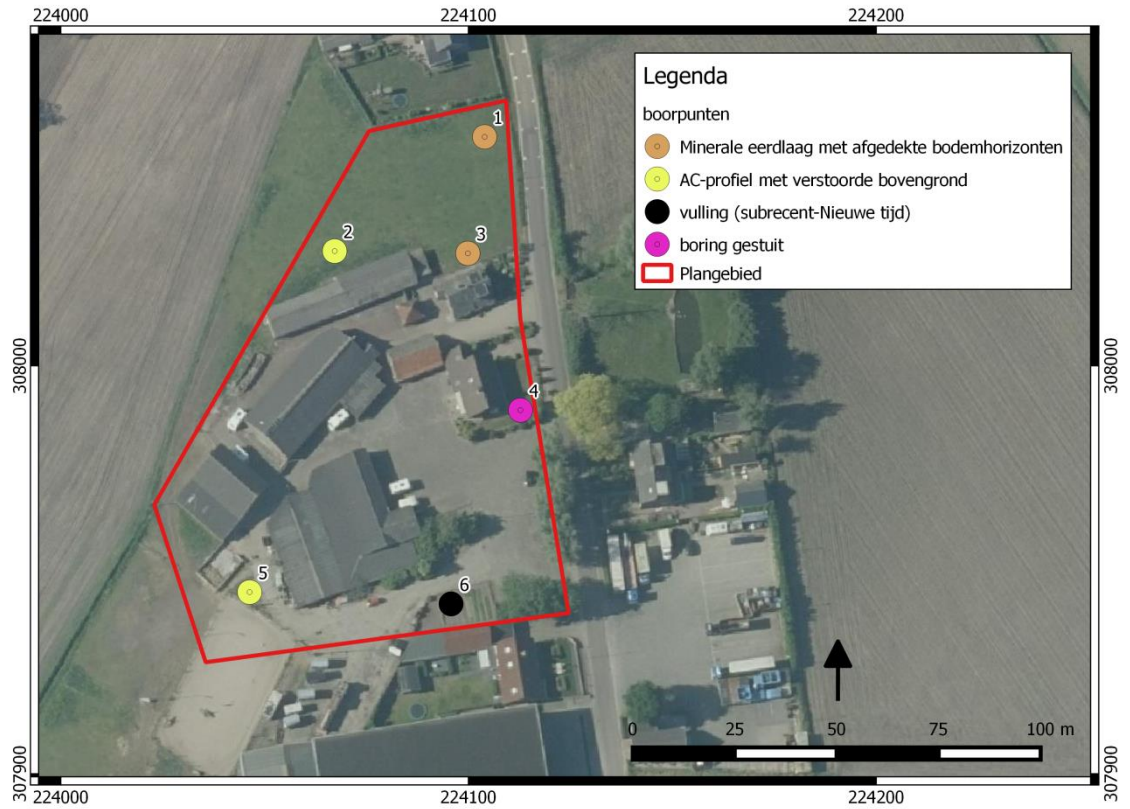 224000 224100 224200
Legenda
boorpunten
Minerale eerdlaag met afgedekte bodemhorizonten
AC-profiel met verstoorde bovengrond
vulling (subrecent-Nieuwe tijd)
boring gestuit
Plangebied
1
2
3
308000 308000
4
5
6
0 25 50 75 100 m
307900 307900
224000 224100 224200